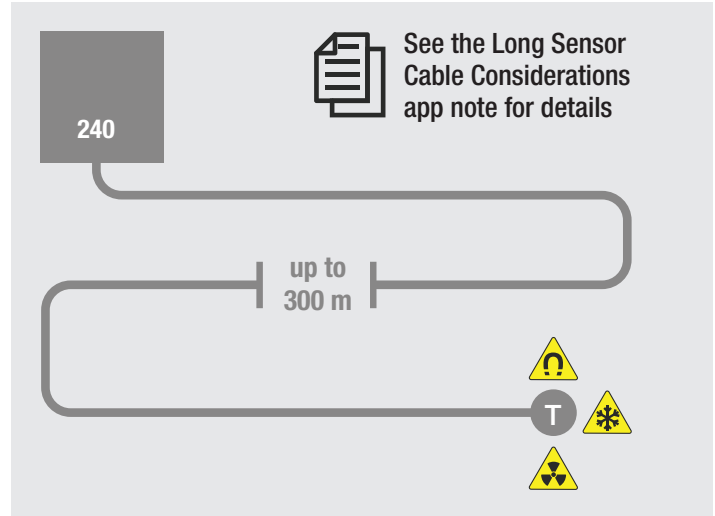 See the Long Sensor
Cable Considerations
app note for details
240
up to
300 m
T